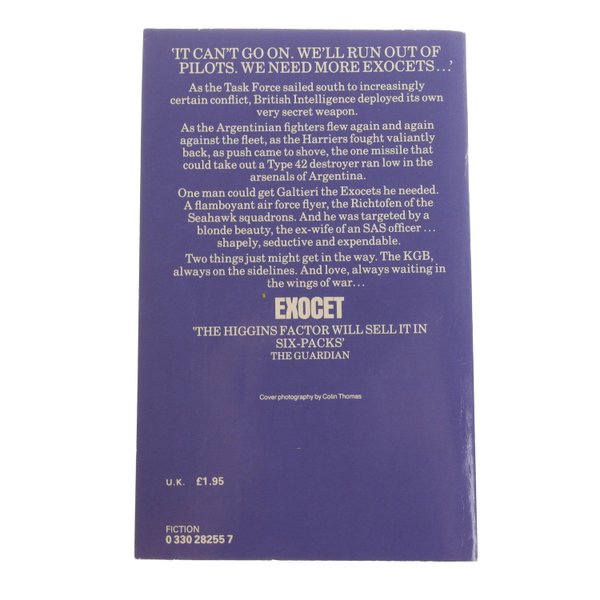 'IT CAN'T GO ON. WE'LL RUN OUT OF
PILOTS. WE NEED MORE EXOCETS...'
As the Task Force sailed south to increasingly
certain conflict, British Intelligence deployed its own
very secret weapon.
As the Argentinian fighters flew again and again
against the fleet, as the Harriers fought valiantly
back, as push came to shove, the one missile that
could take out a Type 42 destroyer ran low in the
arsenals of Argentina.
One man could get Galtieri the Exocets he needed.
A flamboyant air force flyer, the Richtofen of the
Seahawk squadrons. And he was targeted by a
blonde beauty, the ex-wife of an SAS officer ...
shapely, seductive and expendable.
Two things just might get in the way. The KGB,
always on the sidelines. And love, always waiting in
the wings of war...
EXOCET
'THE HIGGINS FACTOR WILL SELL IT IN
SIX-PACKS'
THE GUARDIAN
Cover photography by Colin Thomas
U.K. £1.95
FICTION
0 330 28255 7